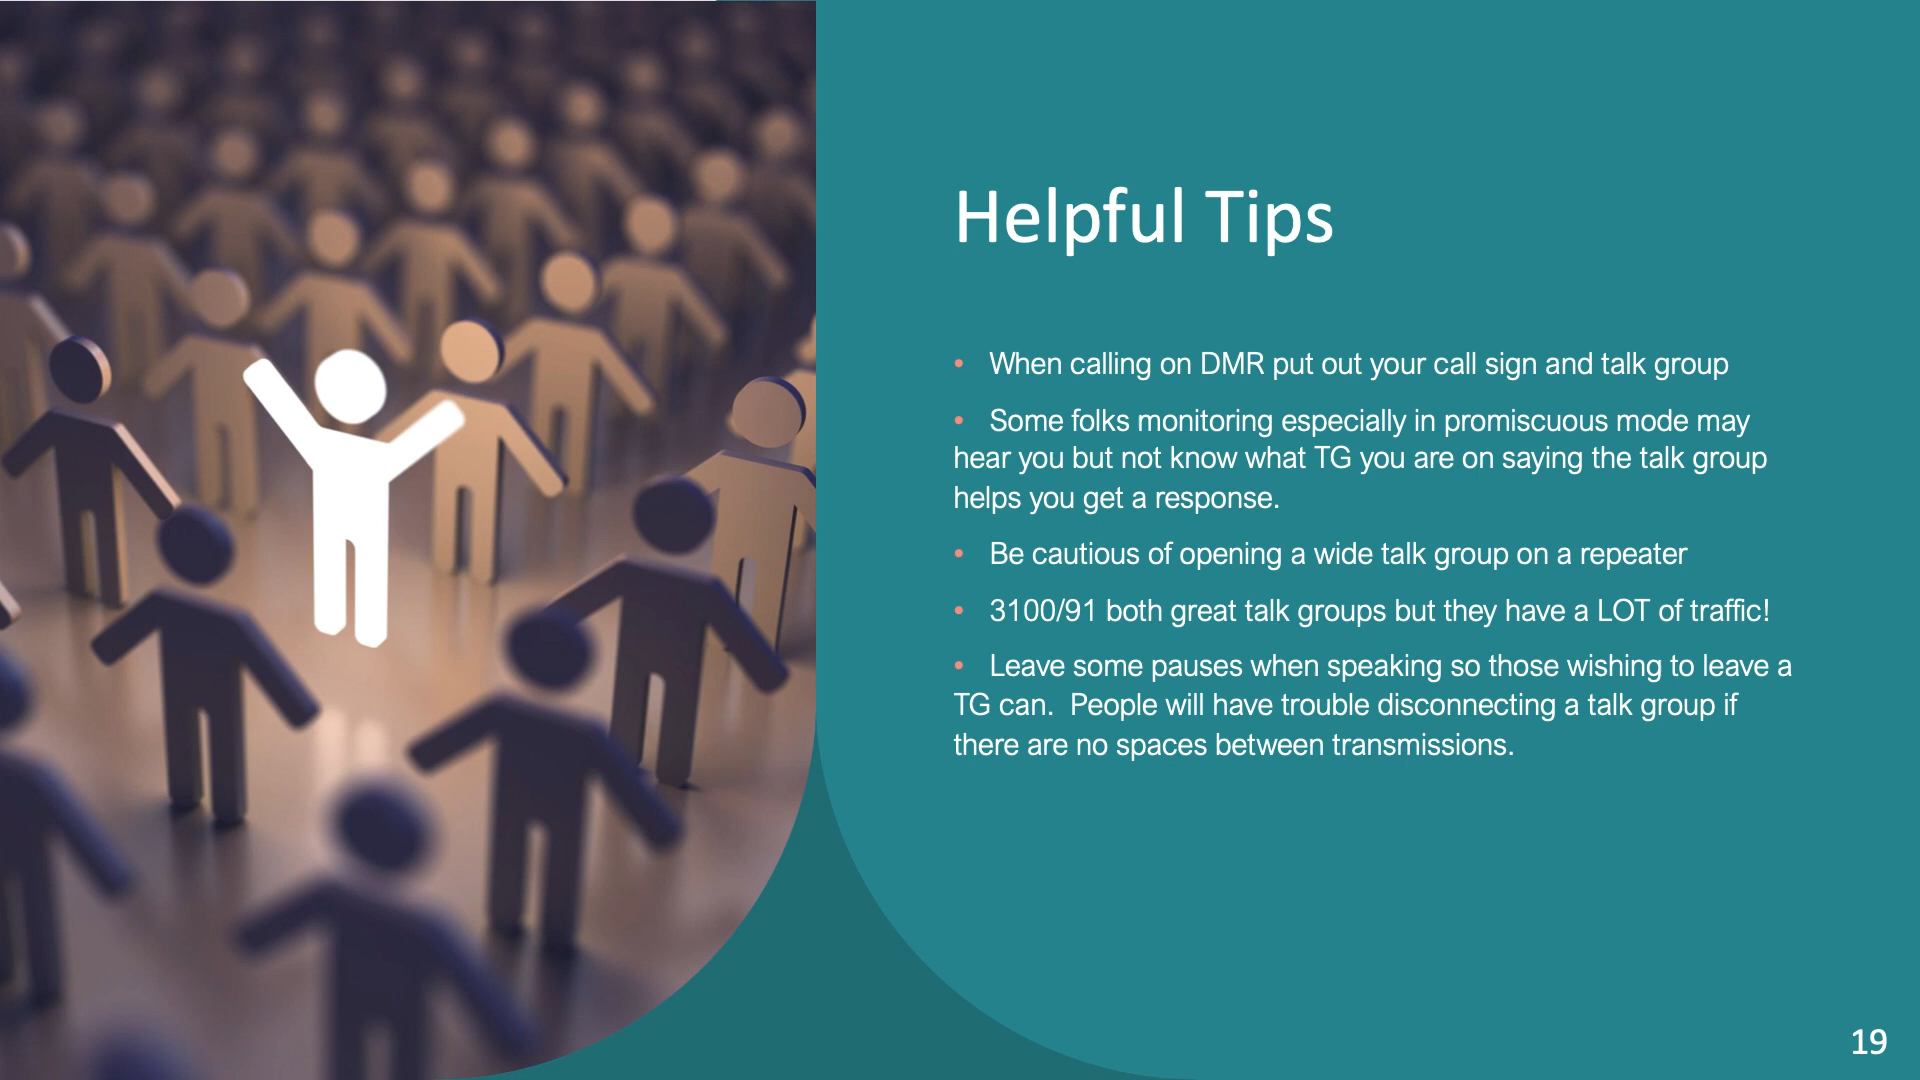 Helpful Tips
• When calling on DMR put out your call sign and talk group
• Some folks monitoring especially in promiscuous mode may
hear you but not know what TG you are on saying the talk group
helps you get a response.
• Be cautious of opening a wide talk group on a repeater
• 3100/91 both great talk groups but they have a LOT of traffic!
• Leave some pauses when speaking so those wishing to leave a
TG can.  People will have trouble disconnecting a talk group if
there are no spaces between transmissions.
19